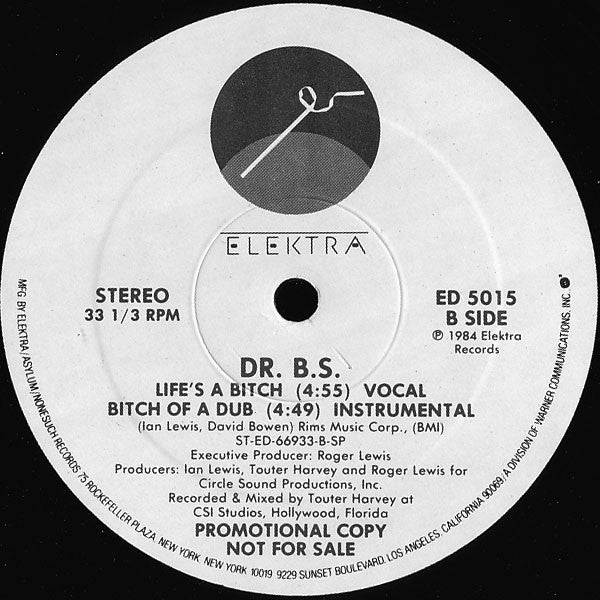 ELEKTRA
STEREO
33 1/3 RPM
ED 5015
B SIDE
℗ 1984 Elektra
Records
DR. B.S.
LIFE'S A BITCH (4:55) VOCAL
BITCH OF A DUB (4:49) INSTRUMENTAL
(Ian Lewis, David Bowen) Rims Music Corp., (BMI)
ST-ED-66933-B-SP
Executive Producer: Roger Lewis
Producers: Ian Lewis, Touter Harvey and Roger Lewis for
Circle Sound Productions, Inc.
Recorded & Mixed by Touter Harvey at
CSI Studios, Hollywood, Florida
PROMOTIONAL COPY
NOT FOR SALE
MFG. BY ELEKTRA/ASYLUM/NONESUCH RECORDS 75 ROCKEFELLER PLAZA, NEW YORK, NEW YORK 10019 9229 SUNSET BOULEVARD, LOS ANGELES, CALIFORNIA 90069/A DIVISION OF WARNER COMMUNICATIONS, INC.